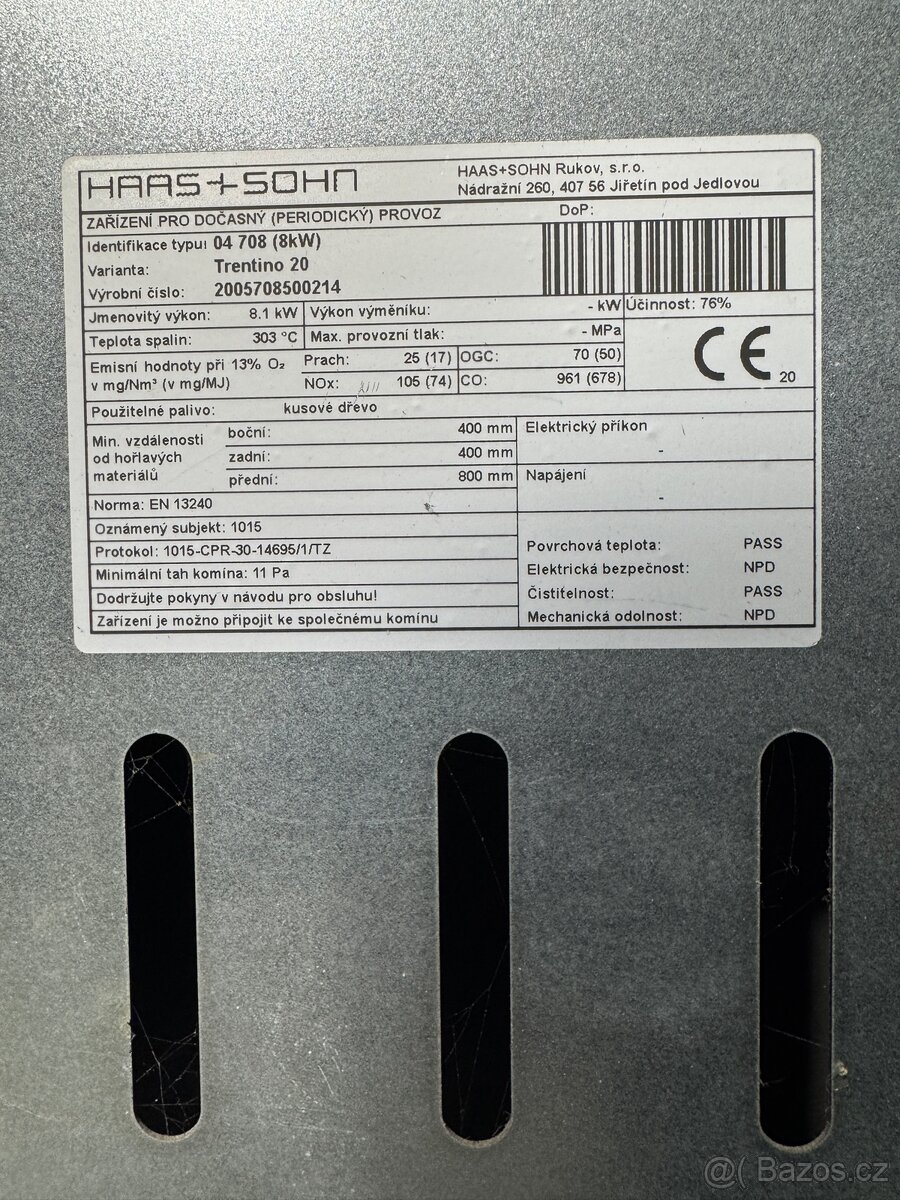 HAAS+SOHN
HAAS+SOHN Rukov, s.r.o.
Nádražní 260, 407 56 Jiřetín pod Jedlovou
ZAŘÍZENÍ PRO DOČASNÝ (PERIODICKÝ) PROVOZ
DoP:
Identifikace typu: 04 708 (8kW)
Varianta: Trentino 20
Výrobní číslo: 2005708500214
Jmenovitý výkon: 8.1 kW
Výkon výměníku: - kW
Účinnost: 76%
Teplota spalin: 303 °C
Max. provozní tlak: - MPa
Emisní hodnoty při 13% O₂
v mg/Nm³ (v mg/MJ)
Prach: 25 (17)
OGC: 70 (50)
NOx: 105 (74)
CO: 961 (678)
CE 20
Použitelné palivo: kusové dřevo
Min. vzdálenosti
od hořlavých
materiálů
boční: 400 mm
zadní: 400 mm
přední: 800 mm
Elektrický příkon
-
Napájení
-
Norma: EN 13240
Oznámený subjekt: 1015
Protokol: 1015-CPR-30-14695/1/TZ
Minimální tah komína: 11 Pa
Dodržujte pokyny v návodu pro obsluhu!
Zařízení je možno připojit ke společnému komínu
Povrchová teplota: PASS
Elektrická bezpečnost: NPD
Čistitelnost: PASS
Mechanická odolnost: NPD
@( Bazos.cz